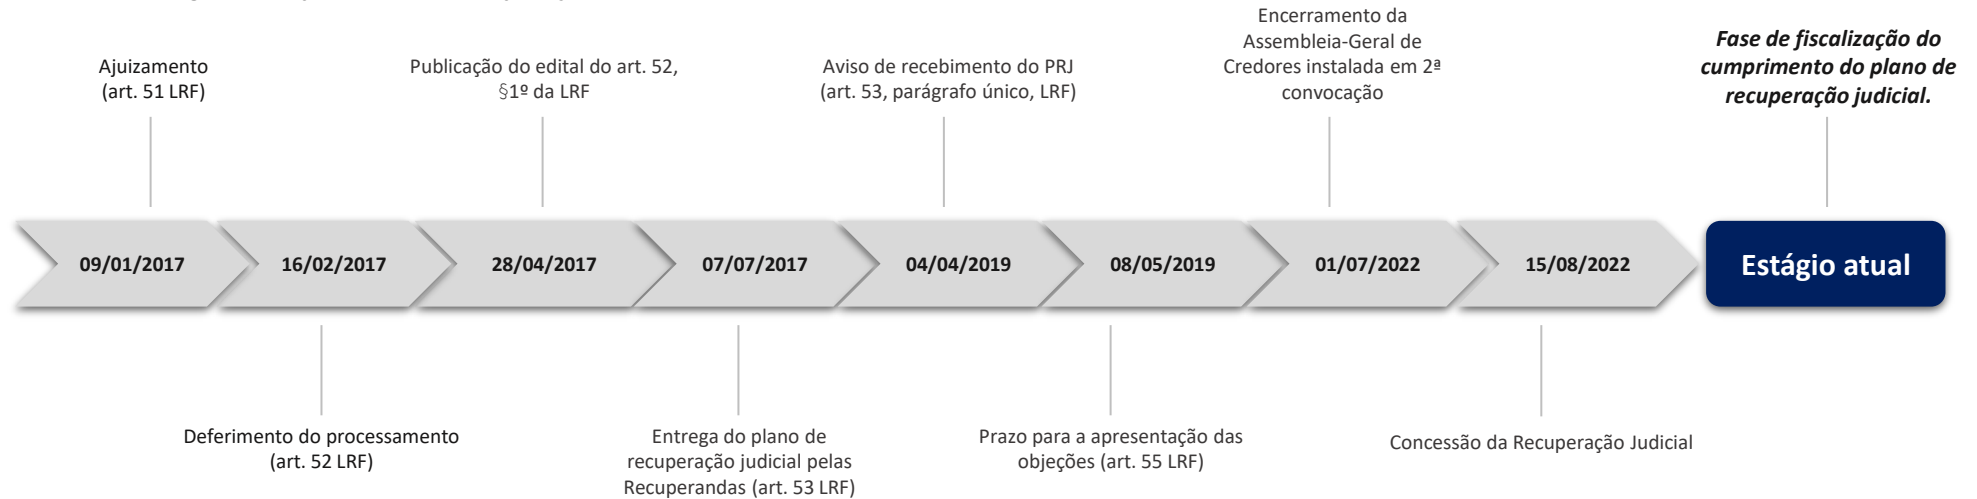 Ajuizamento
(art. 51 LRF)
Publicação do edital do art. 52,
§1º da LRF
Aviso de recebimento do PRJ
(art. 53, parágrafo único, LRF)
Encerramento da
Assembleia-Geral de
Credores instalada em 2ª
convocação
Fase de fiscalização do
cumprimento do plano de
recuperação judicial.
09/01/2017
16/02/2017
28/04/2017
07/07/2017
04/04/2019
08/05/2019
01/07/2022
15/08/2022
Estágio atual
Deferimento do processamento
(art. 52 LRF)
Entrega do plano de
recuperação judicial pelas
Recuperandas (art. 53 LRF)
Prazo para a apresentação das
objeções (art. 55 LRF)
Concessão da Recuperação Judicial